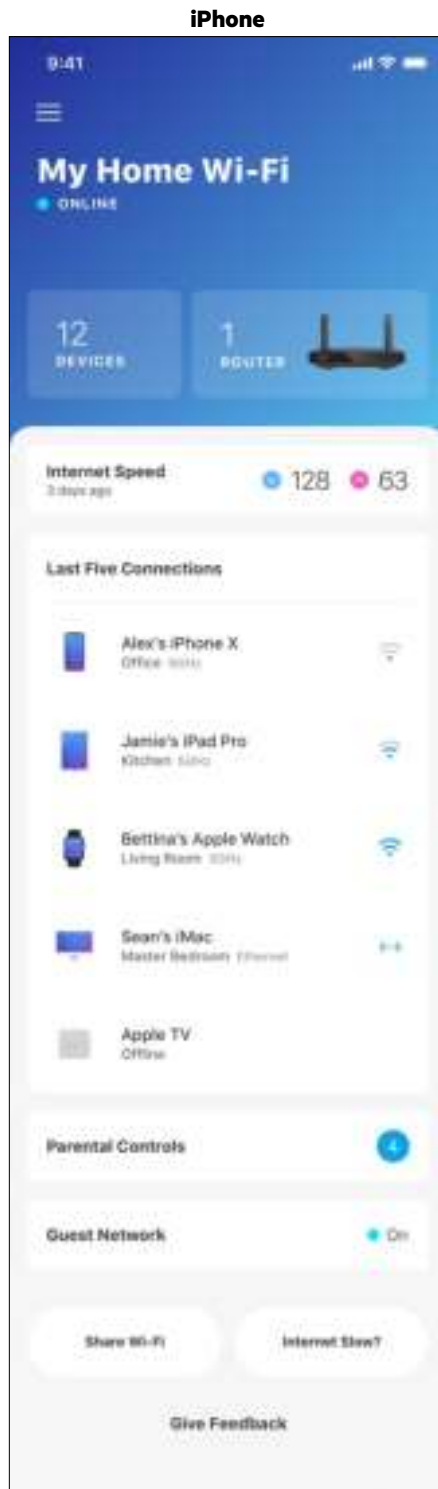 iPhone
9:41
My Home Wi-Fi
ONLINE
12
DEVICES
1
ROUTER
Internet Speed
3 days ago
128
63
Last Five Connections
Alex's iPhone X
Office
Jamie's iPad Pro
Kitchen
Bettina's Apple Watch
Living Room
Sean's iMac
Master Bedroom Ethernet
Apple TV
Offline
Parental Controls
4
Guest Network
On
Share Wi-Fi
Internet Slow?
Give Feedback